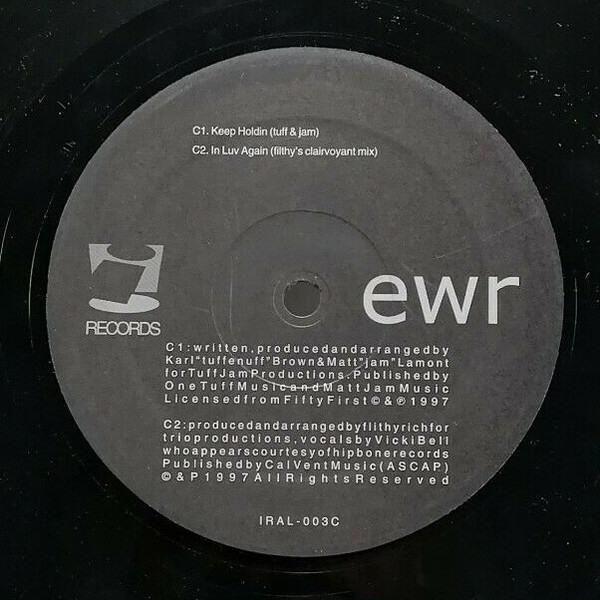 C1. Keep Holdin (tuff & jam)
C2. In Luv Again (filthy's clairvoyant mix)
RECORDS
ewr
C1:written,producedandarrangedby
Karl"tuffenuff"Brown&Matt"jam"Lamont
forTuffJamProductions.Publishedby
OneTuffMusicandMattJamMusic
LicensedfromFiftyFirst©&℗1997
C2:producedandarrangedbyflithyrichfor
trioproductions,vocalsbyVickiBell
whoappearscourtesyofhipbonerecords
PublishedbyCalVentMusic(ASCAP)
©&P1997AllRightsReserved
IRAL-003C